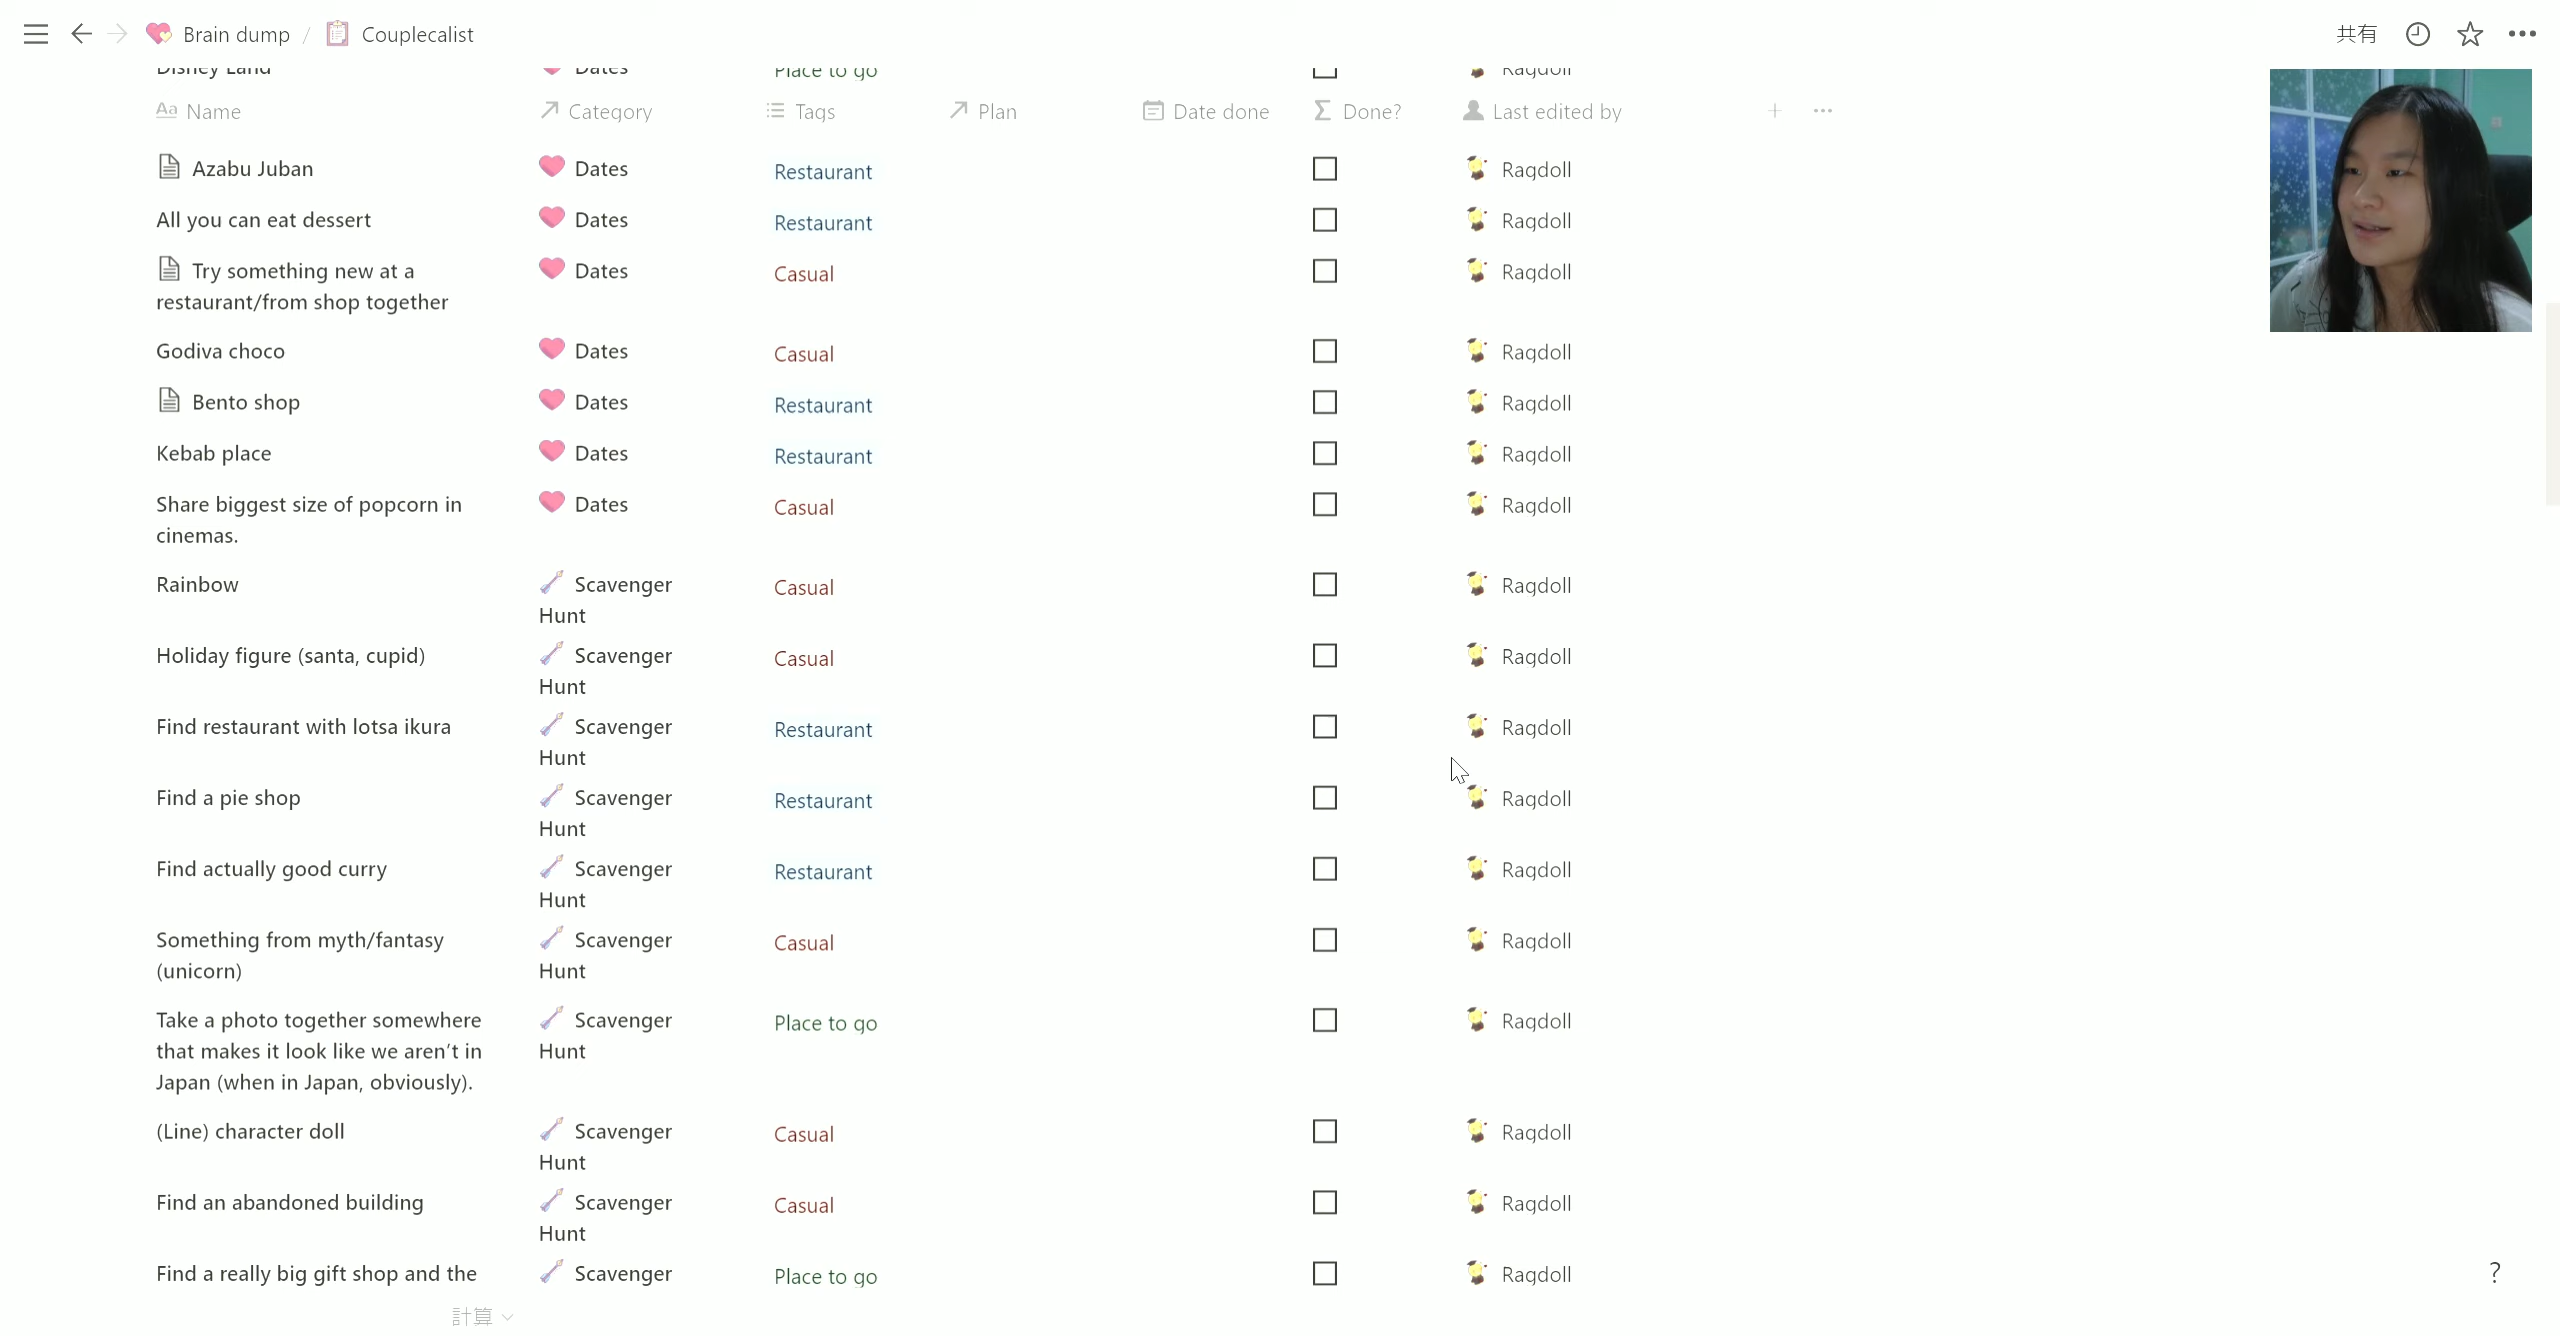 Brain dump / Couplecalist 共有
Disney Land Dates Place to go Ragdoll
Aa Name Category Tags Plan Date done Σ Done? Last edited by
Azabu Juban Dates Restaurant Ragdoll
All you can eat dessert Dates Restaurant Ragdoll
Try something new at a Dates Casual Ragdoll
restaurant/from shop together
Godiva choco Dates Casual Ragdoll
Bento shop Dates Restaurant Ragdoll
Kebab place Dates Restaurant Ragdoll
Share biggest size of popcorn in Dates Casual Ragdoll
cinemas.
Rainbow Scavenger Casual Ragdoll
Hunt
Holiday figure (santa, cupid) Scavenger Casual Ragdoll
Hunt
Find restaurant with lotsa ikura Scavenger Restaurant Ragdoll
Hunt
Find a pie shop Scavenger Restaurant Ragdoll
Hunt
Find actually good curry Scavenger Restaurant Ragdoll
Hunt
Something from myth/fantasy Scavenger Casual Ragdoll
(unicorn) Hunt
Take a photo together somewhere Scavenger Place to go Ragdoll
that makes it look like we aren't in Hunt
Japan (when in Japan, obviously).
(Line) character doll Scavenger Casual Ragdoll
Hunt
Find an abandoned building Scavenger Casual Ragdoll
Hunt
Find a really big gift shop and the Scavenger Place to go Ragdoll
?
計算